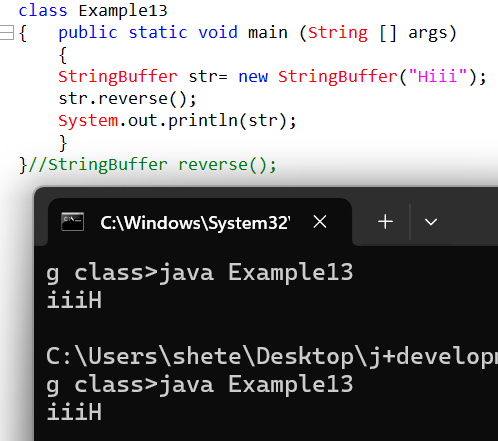 class Example13
{   public static void main (String [] args)
{
StringBuffer str= new StringBuffer("Hiii");
str.reverse();
System.out.println(str);
}
}//StringBuffer reverse();
C:\Windows\System32\
g class>java Example13
iiiH
C:\Users\shete\Desktop\j+develop
g class>java Example13
iiiH